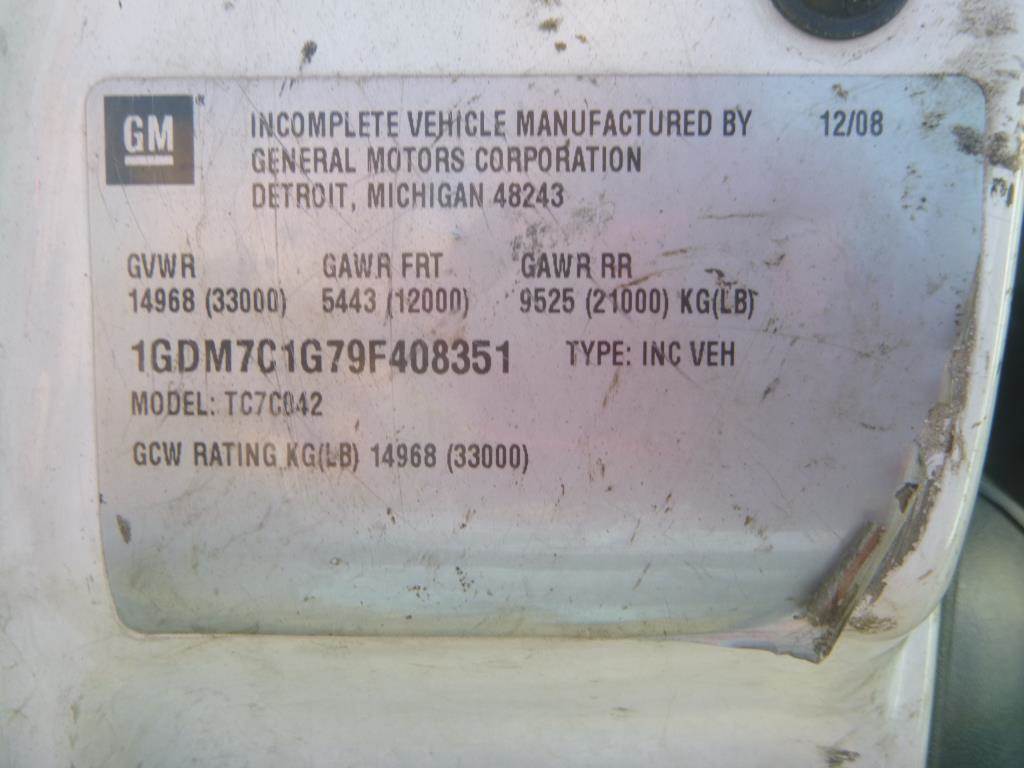 GM
INCOMPLETE VEHICLE MANUFACTURED BY 12/08
GENERAL MOTORS CORPORATION
DETROIT, MICHIGAN 48243
GVWR GAWR FRT GAWR RR
14968 (33000) 5443 (12000) 9525 (21000) KG(LB)
1GDM7C1G79F408351 TYPE: INC VEH
MODEL: TC7C042
GCW RATING KG(LB) 14968 (33000)